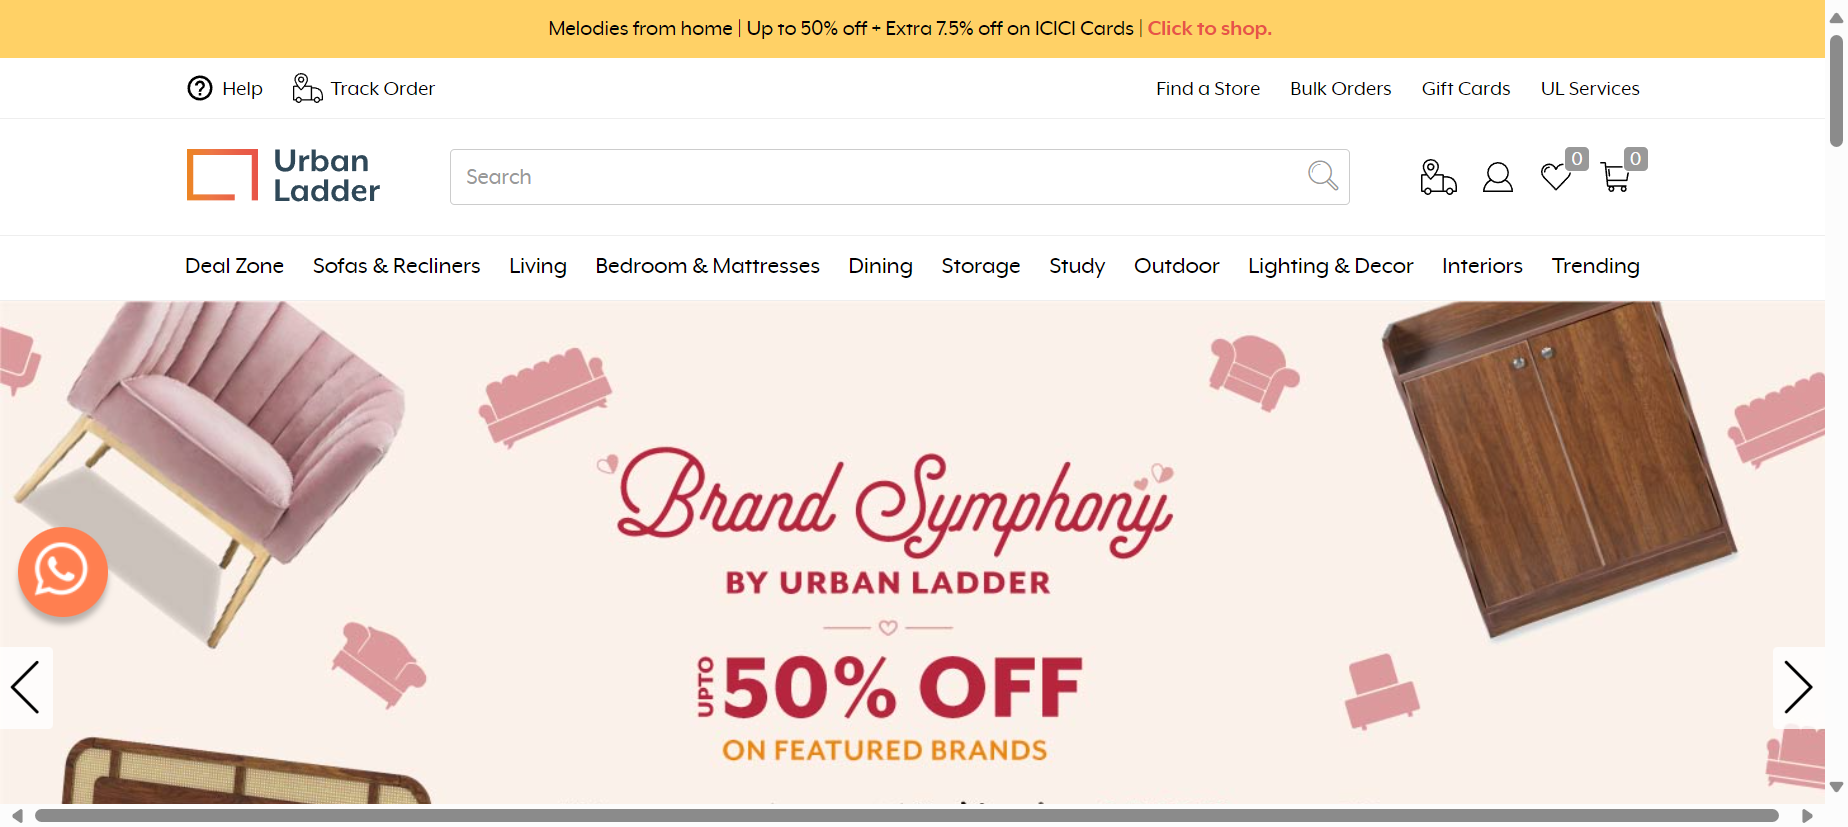 Melodies from home | Up to 50% off + Extra 7.5% off on ICICI Cards | Click to shop.
Help
Track Order
Find a Store
Bulk Orders
Gift Cards
UL Services
Urban
Ladder
Search
0
0
Deal Zone
Sofas & Recliners
Living
Bedroom & Mattresses
Dining
Storage
Study
Outdoor
Lighting & Decor
Interiors
Trending
Brand Symphony
BY URBAN LADDER
UPTO 50% OFF
ON FEATURED BRANDS